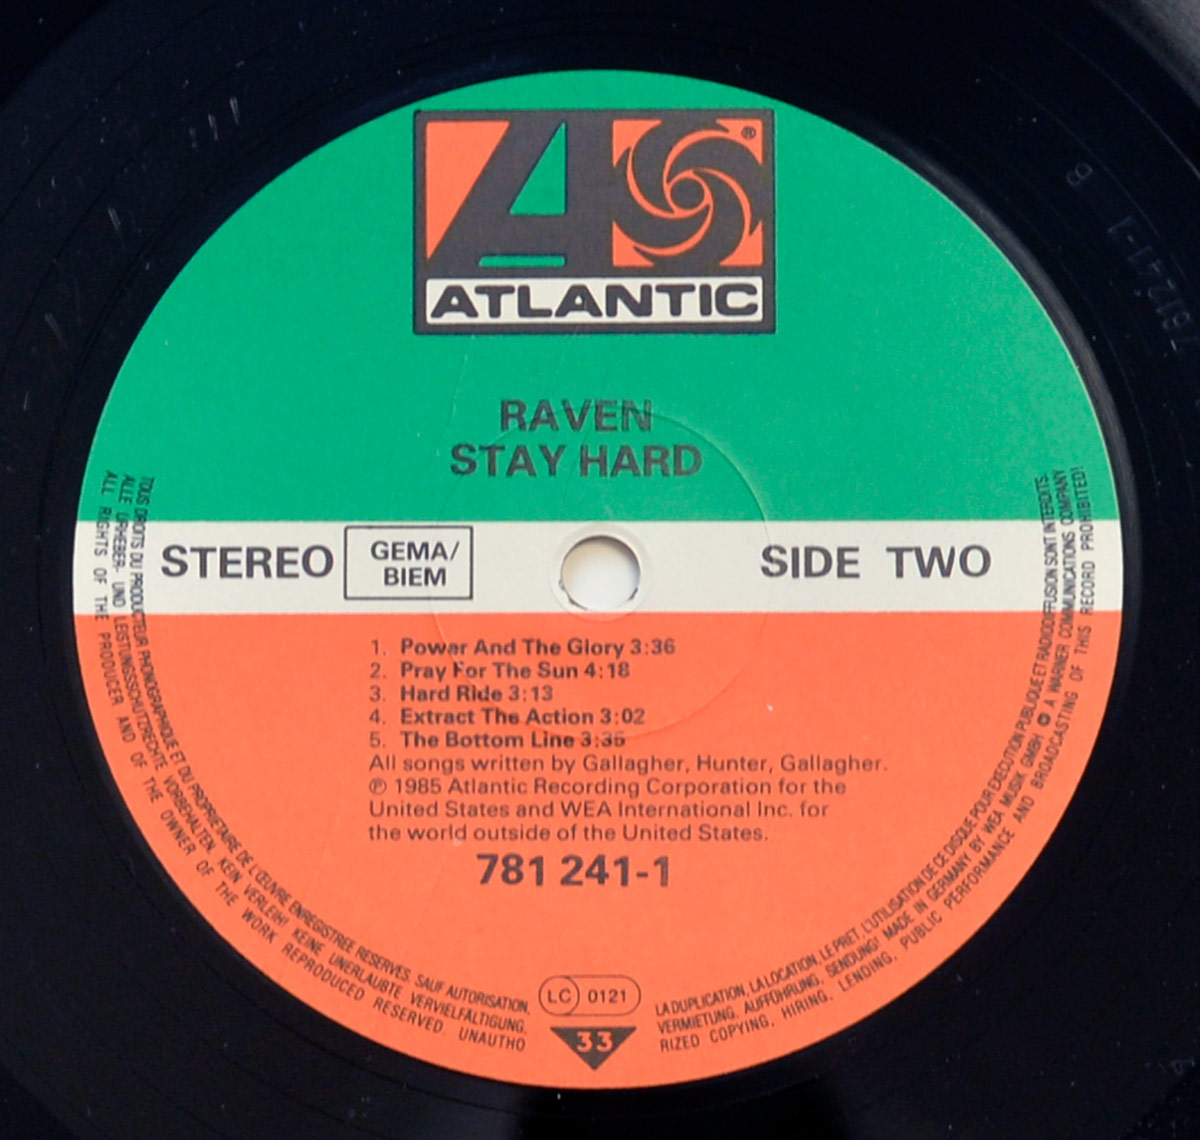 ®
ATLANTIC
RAVEN
STAY HARD
STEREO
GEMA/
BIEM
SIDE TWO
1. Power And The Glory 3:36
2. Pray For The Sun 4:18
3. Hard Ride 3:13
4. Extract The Action 3:02
5. The Bottom Line 3:35
All songs written by Gallagher, Hunter, Gallagher.
℗ 1985 Atlantic Recording Corporation for the
United States and WEA International Inc. for
the world outside of the United States.
781 241-1
LC 0121
33
TOUS DROITS DU PRODUCTEUR PHONOGRAPHIQUE ET DU PROPRIETAIRE DE L'ŒUVRE ENREGISTREE RESERVES. SAUF AUTORISATION, LA DUPLICATION, LA LOCATION, LE PRET, L'UTILISATION DE CE DISQUE POUR EXECUTION PUBLIQUE ET RADIODIFFUSION SONT INTERDITS.
ALLE URHEBER- UND LEISTUNGSSCHUTZRECHTE VORBEHALTEN. KEIN VERLEIH! KEINE UNERLAUBTE VERVIELFÄLTIGUNG, VERMIETUNG, AUFFÜHRUNG, SENDUNG! MADE IN GERMANY BY WEA MUSIK GMBH A WARNER COMMUNICATIONS COMPANY
ALL RIGHTS OF THE PRODUCER AND OF THE OWNER OF THE WORK REPRODUCED RESERVED. UNAUTHO RIZED COPYING, HIRING, LENDING, PUBLIC PERFORMANCE AND BROADCASTING OF THIS RECORD PROHIBITED!